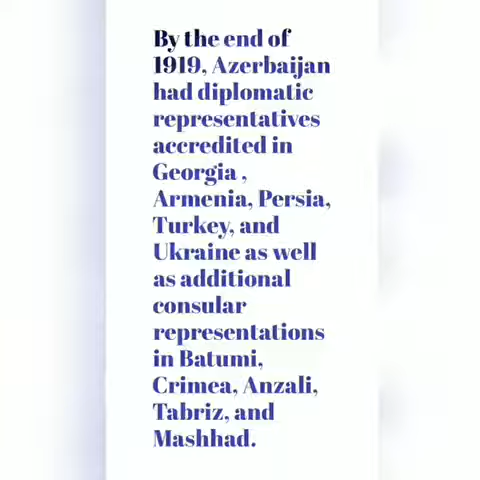 By the end of
1919, Azerbaijan
had diplomatic
representatives
accredited in
Georgia ,
Armenia, Persia,
Turkey, and
Ukraine as well
as additional
consular
representations
in Batumi,
Crimea, Anzali,
Tabriz, and
Mashhad.